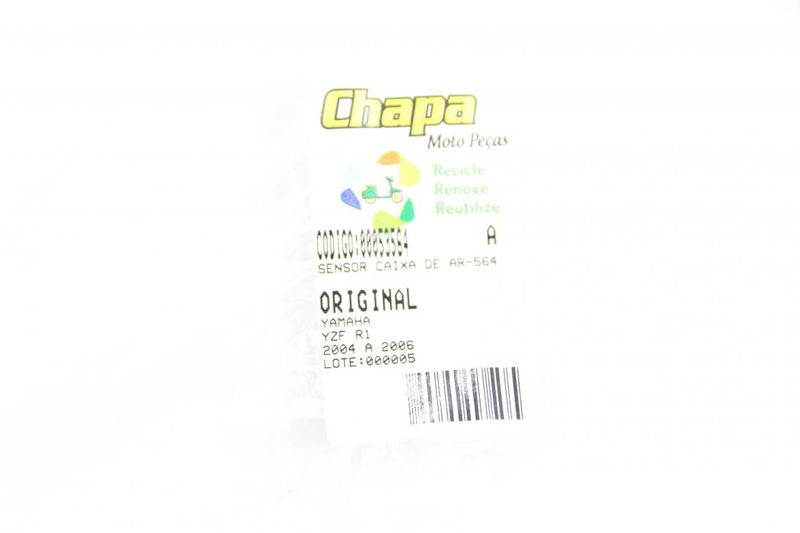 Chapa
Moto Peças
Recicle
Renove
Reutilize
CODIGO:00053564 A
SENSOR CAIXA DE AR-564
ORIGINAL
YAMAHA
YZF R1
2004 A 2006
LOTE:000005